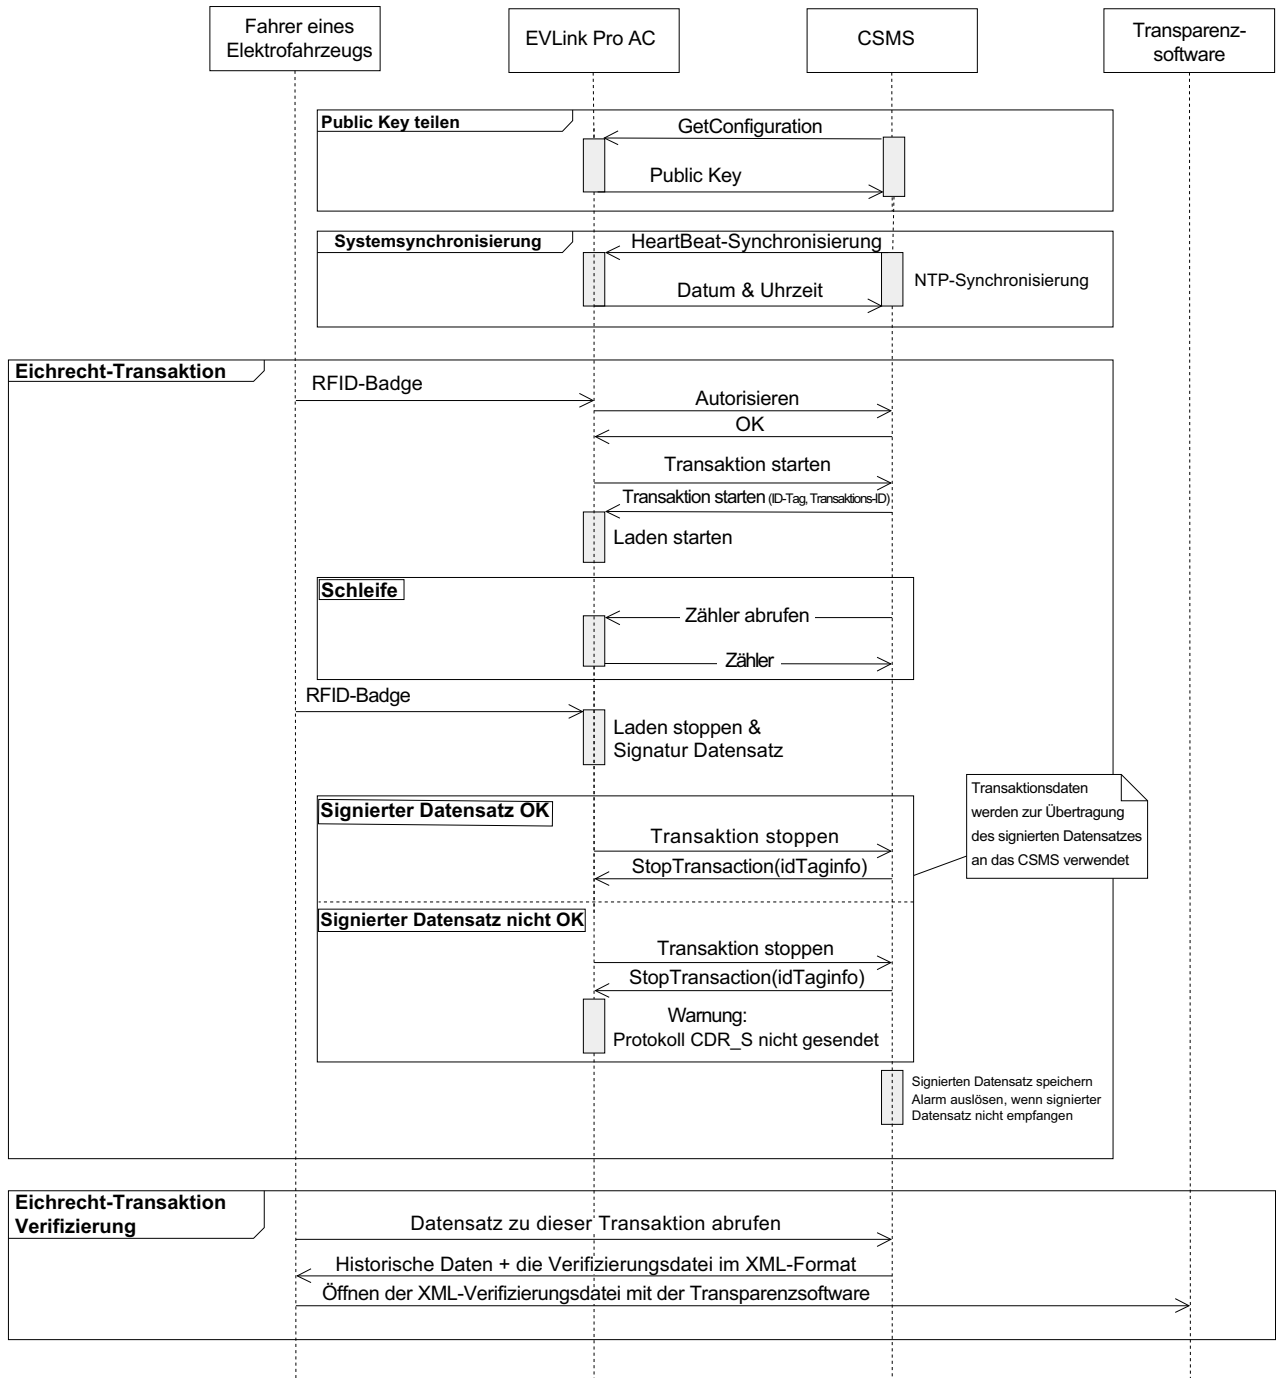 Fahrer eines
Elektrofahrzeugs
EVLink Pro AC
CSMS
Transparenz-
software
Public Key teilen
GetConfiguration
Public Key
Systemsynchronisierung
HeartBeat-Synchronisierung
NTP-Synchronisierung
Datum & Uhrzeit
Eichrecht-Transaktion
RFID-Badge
Autorisieren
OK
Transaktion starten
Transaktion starten (ID-Tag, Transaktions-ID)
Laden starten
Schleife
Zähler abrufen
Zähler
RFID-Badge
Laden stoppen &
Signatur Datensatz
Transaktionsdaten
werden zur Übertragung
des signierten Datensatzes
an das CSMS verwendet
Signierter Datensatz OK
Transaktion stoppen
StopTransaction(idTaginfo)
Signierter Datensatz nicht OK
Transaktion stoppen
StopTransaction(idTaginfo)
Warnung:
Protokoll CDR_S nicht gesendet
Signierten Datensatz speichern
Alarm auslösen, wenn signierter
Datensatz nicht empfangen
Eichrecht-Transaktion
Verifizierung
Datensatz zu dieser Transaktion abrufen
Historische Daten + die Verifizierungsdatei im XML-Format
Öffnen der XML-Verifizierungsdatei mit der Transparenzsoftware